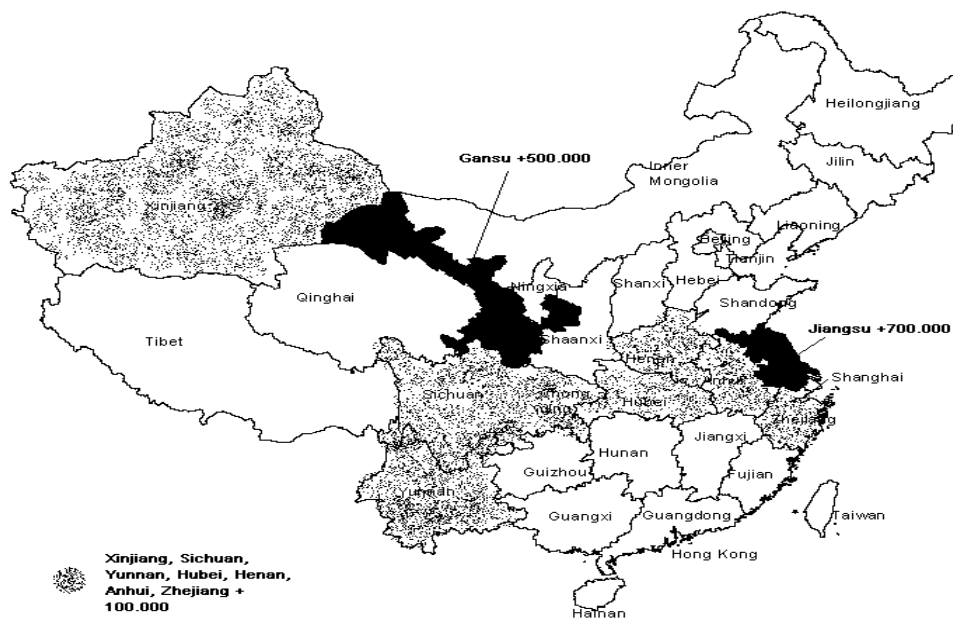 Heilongjiang
Jilin
Gansu +500.000
Inner
Mongolia
Xinjiang
Liaoning
Beijing
Tianjin
Hebei
Ningxia
Shanxi
Qinghai
Shandong
Jiangsu +700.000
Tibet
Shaanxi
Henan
Anhui
Shanghai
Sichuan
Hubei
Zhejiang
Jiangxi
Hunan
Guizhou
Fujian
Yunnan
Guangxi
Guangdong
Taiwan
Hong Kong
Hainan
Xinjiang, Sichuan,
Yunnan, Hubei, Henan,
Anhui, Zhejiang +
100.000